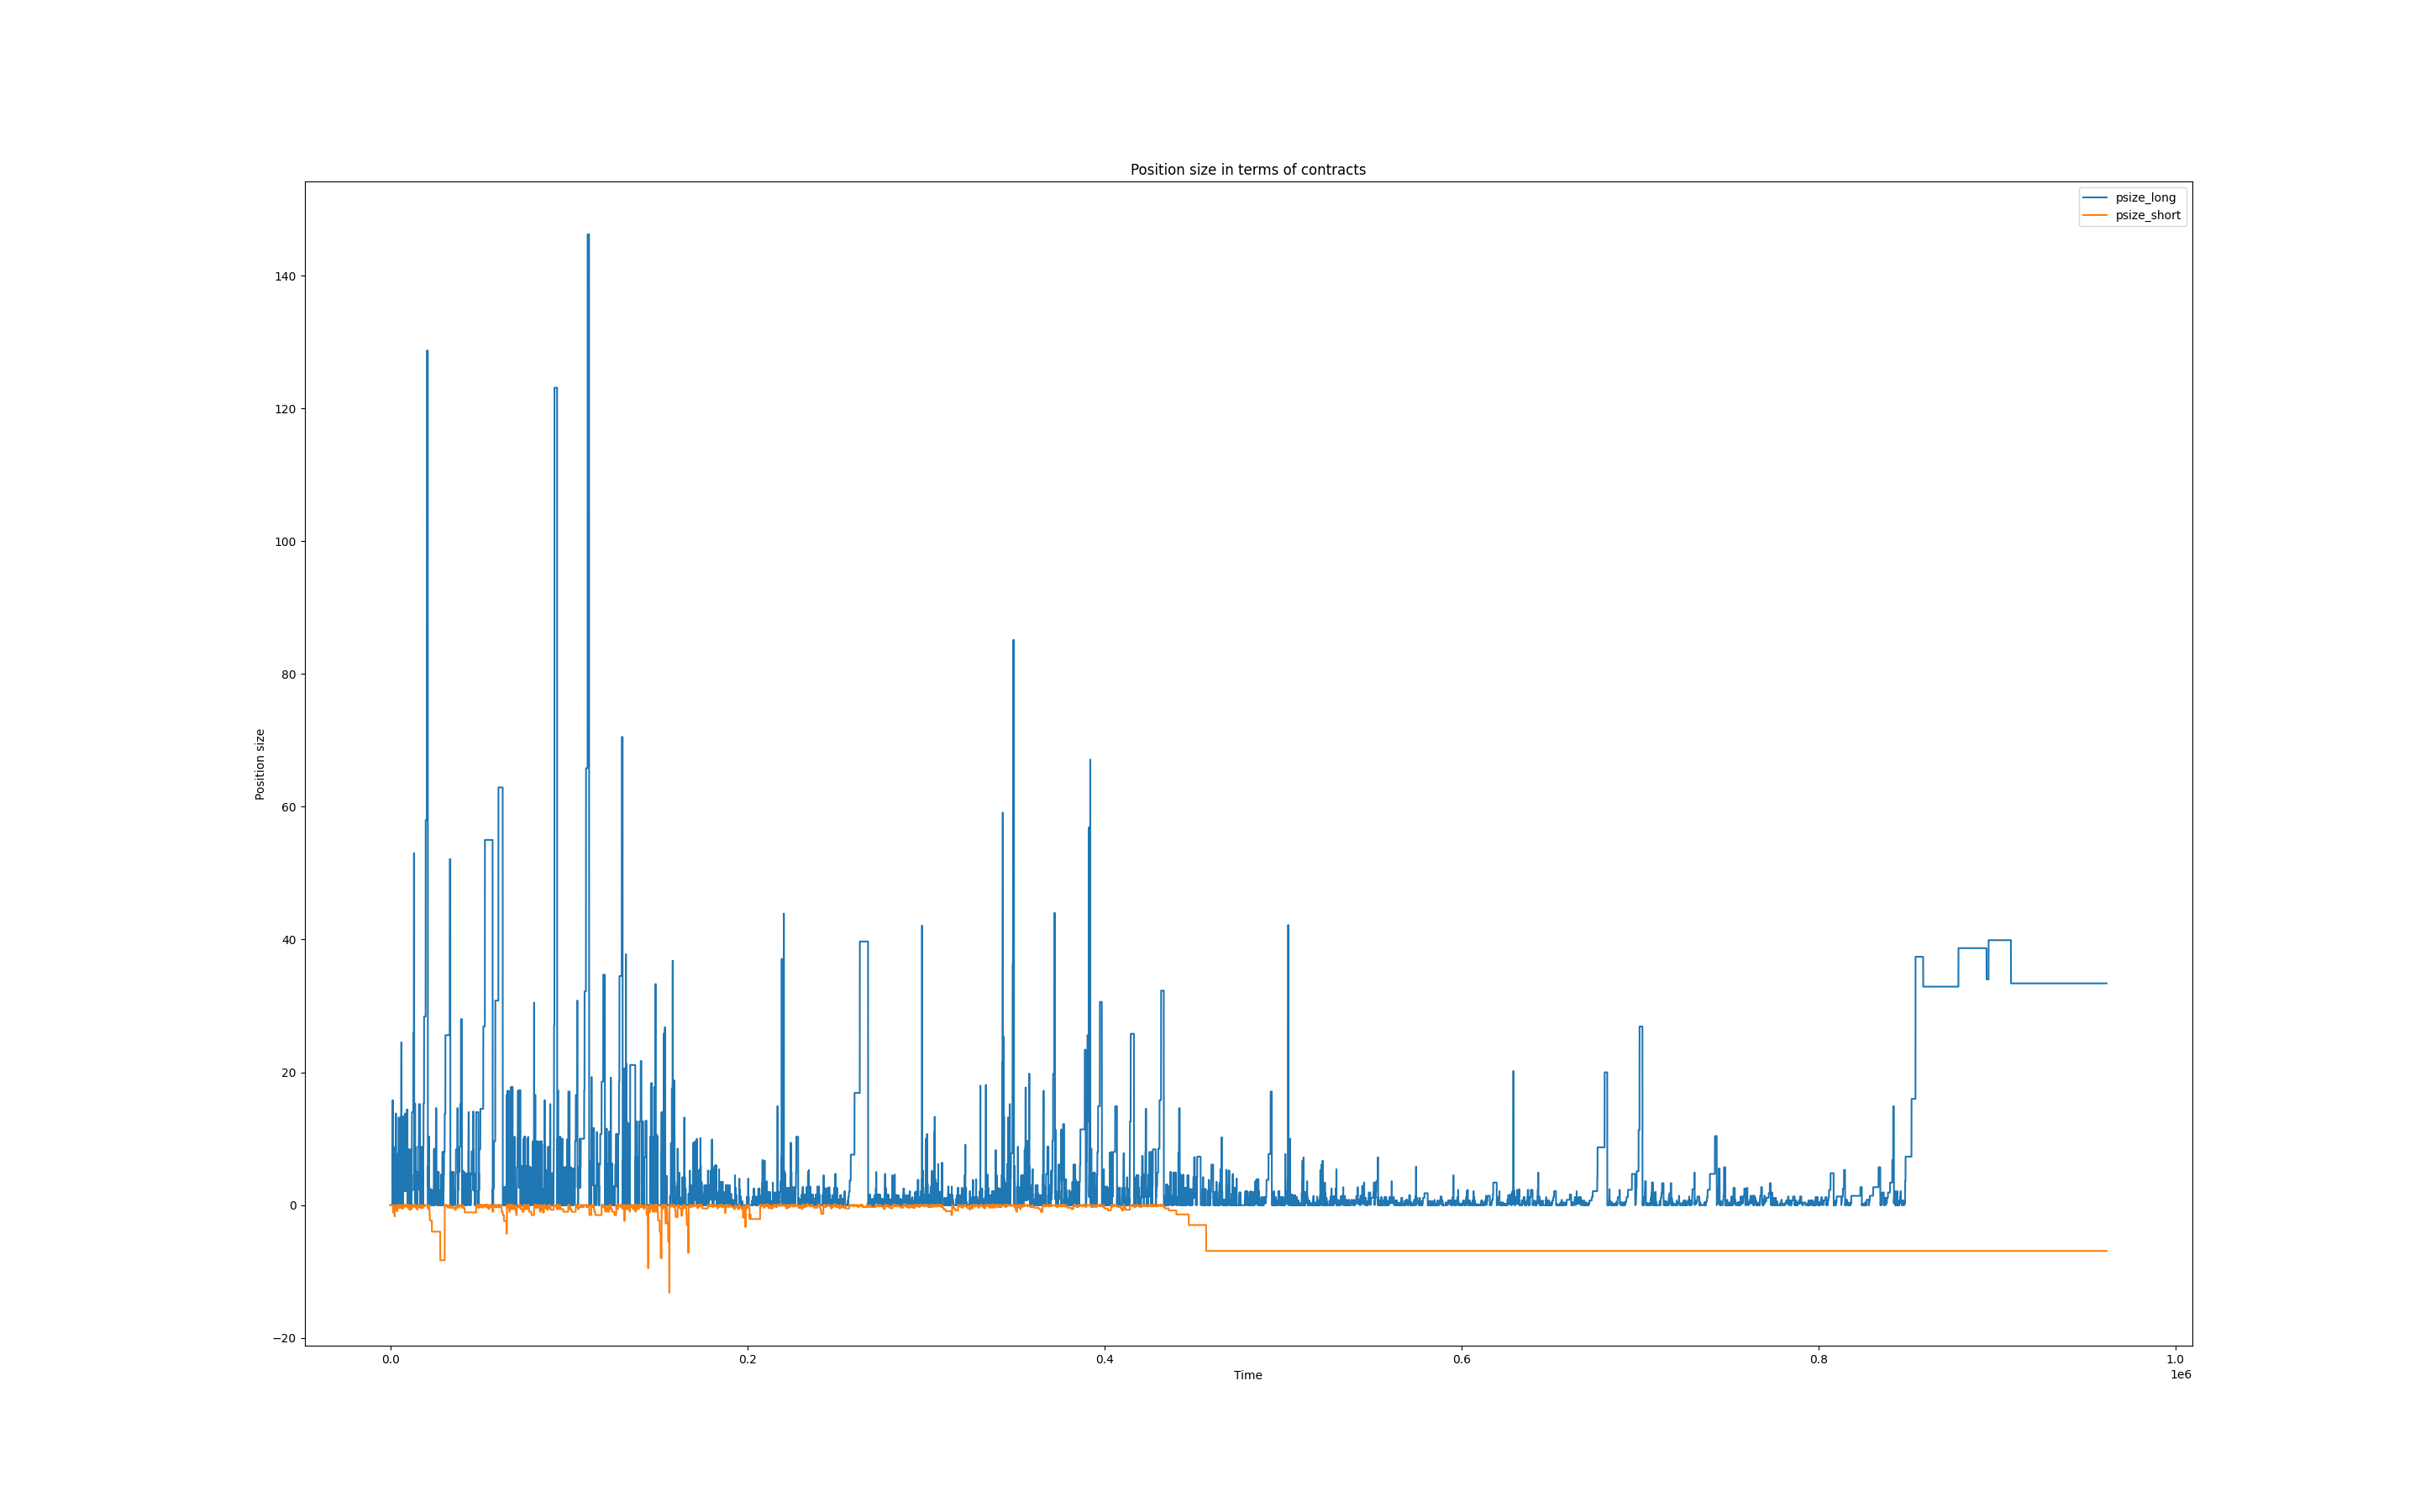 Position size in terms of contracts
psize_long
psize_short
140
120
100
80
60
40
20
0
−20
Position size
0.0 0.2 0.4 0.6 0.8 1.0
Time
1e6